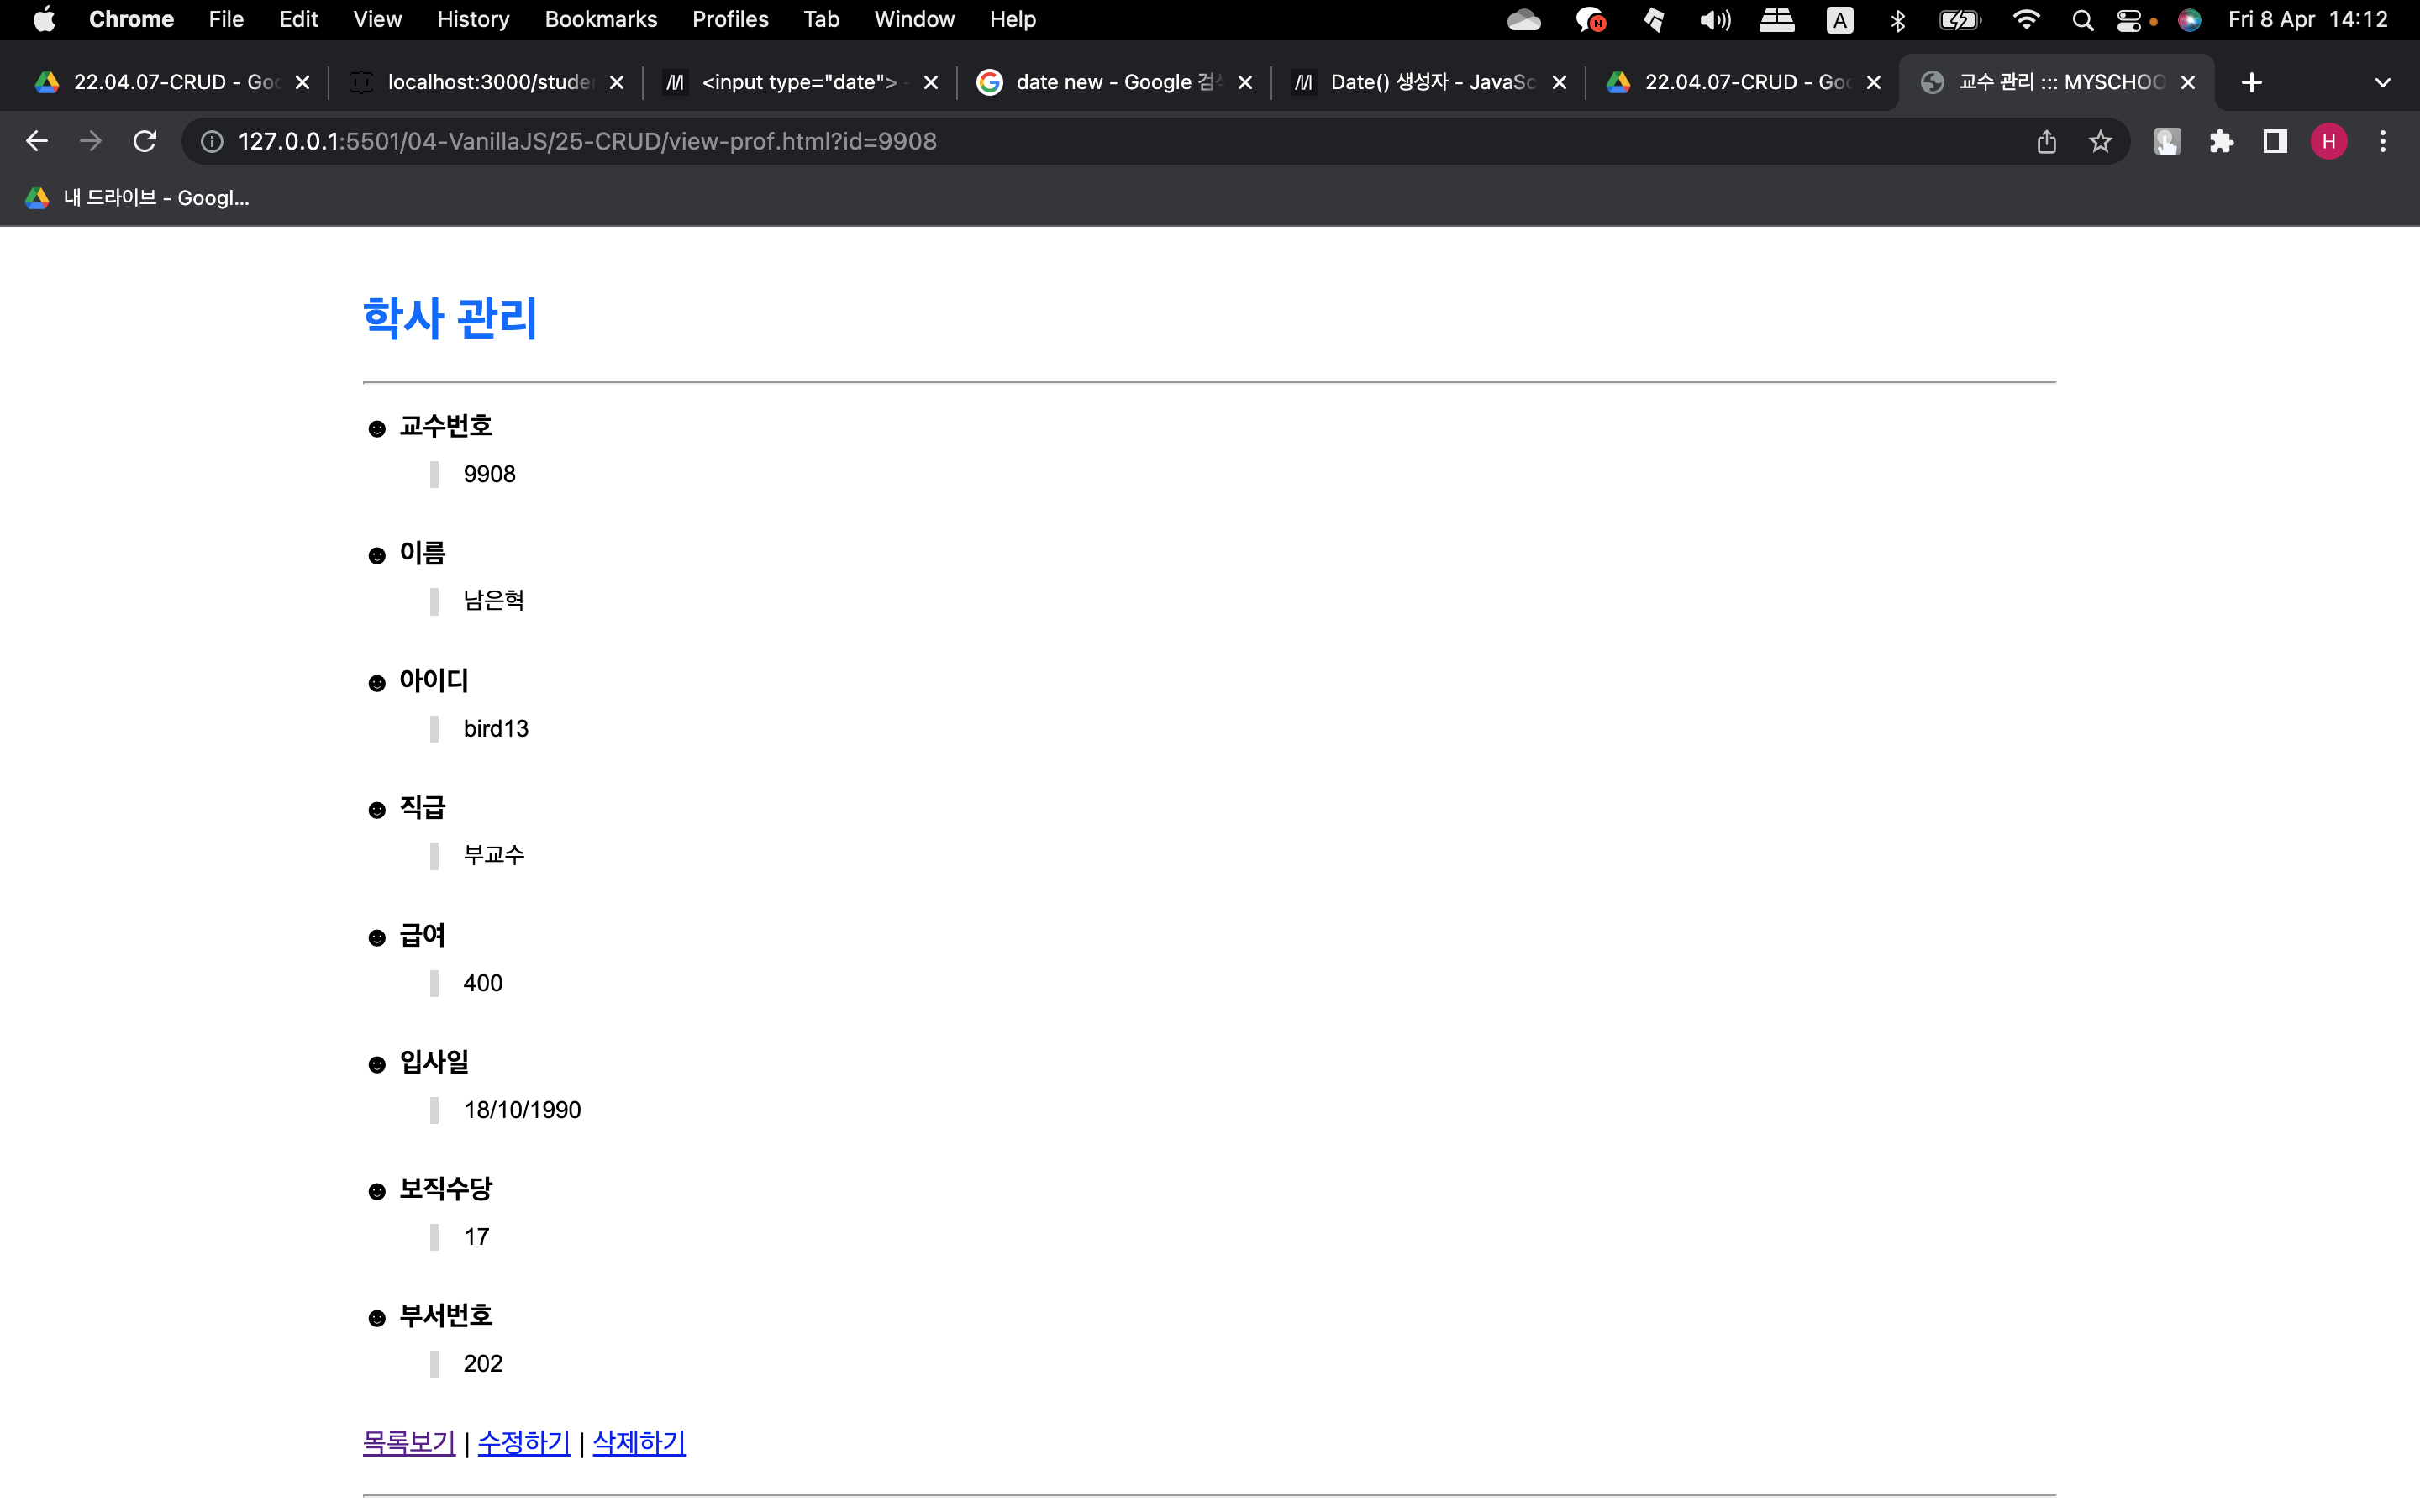 Chrome File Edit View History Bookmarks Profiles Tab Window Help A Fri 8 Apr 14:12
22.04.07-CRUD - Goo localhost:3000/stude <input type="date"> - date new - Google 검색 Date() 생성자 - JavaSc 22.04.07-CRUD - Goo 교수 관리 ::: MYSCHOO
127.0.0.1:5501/04-VanillaJS/25-CRUD/view-prof.html?id=9908 H
내 드라이브 - Googl...
학사 관리
교수번호
9908
이름
남은혁
아이디
bird13
직급
부교수
급여
400
입사일
18/10/1990
보직수당
17
부서번호
202
목록보기 | 수정하기 | 삭제하기